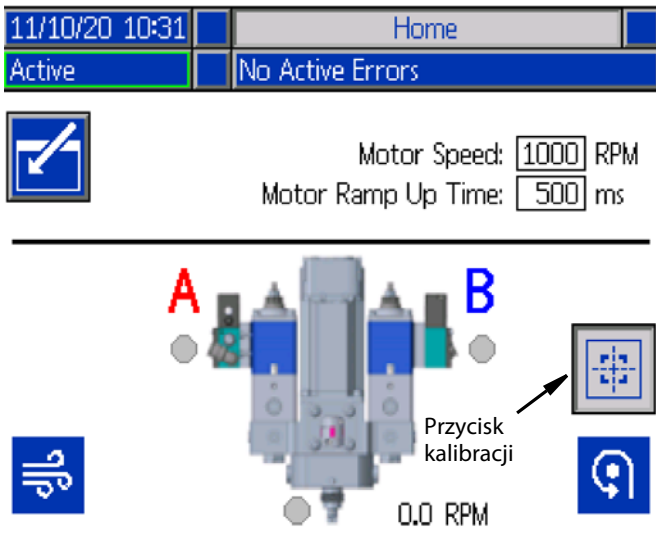 11/10/20 10:31 Home
Active No Active Errors
Motor Speed: 1000 RPM
Motor Ramp Up Time: 500 ms
A B
Przycisk
kalibracji
0.0 RPM